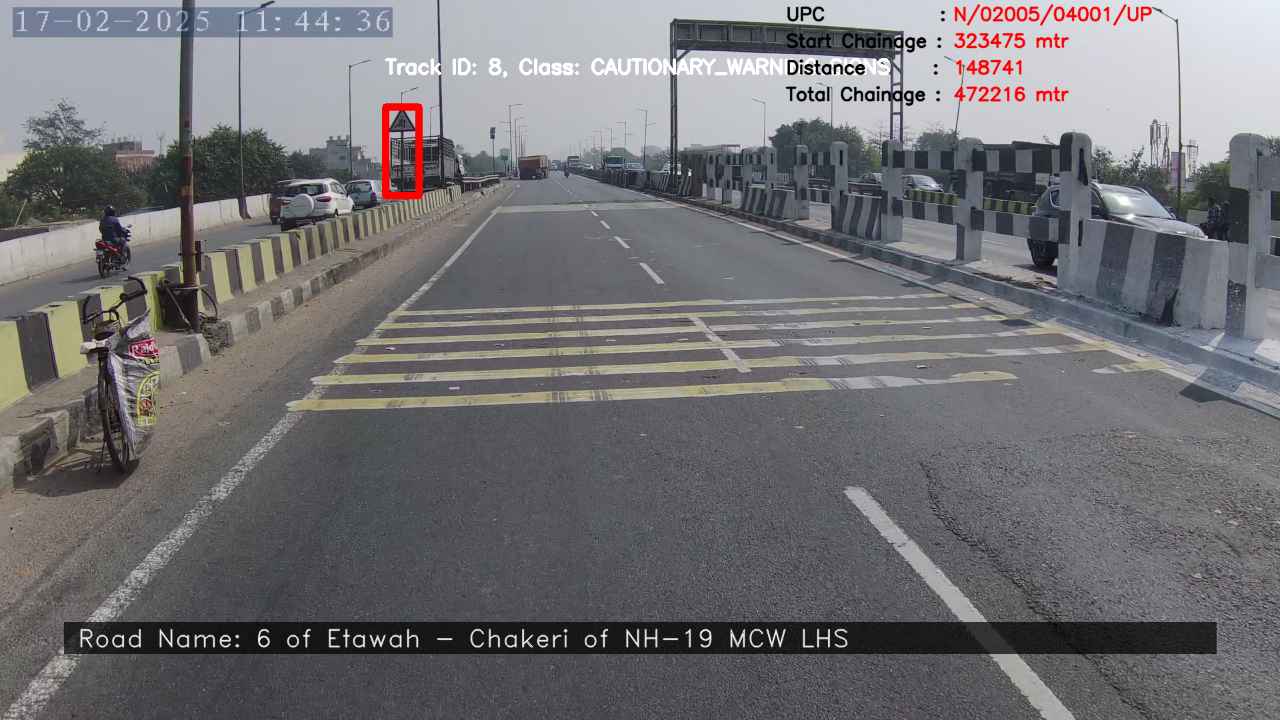 17-02-2025 11:44:36
UPC : N/02005/04001/UP
Start Chainage : 323475 mtr
Track ID: 8, Class: CAUTIONARY_WARNING_SIGNS
Distance : 148741
Total Chainage : 472216 mtr
Road Name: 6 of Etawah - Chakeri of NH-19 MCW LHS